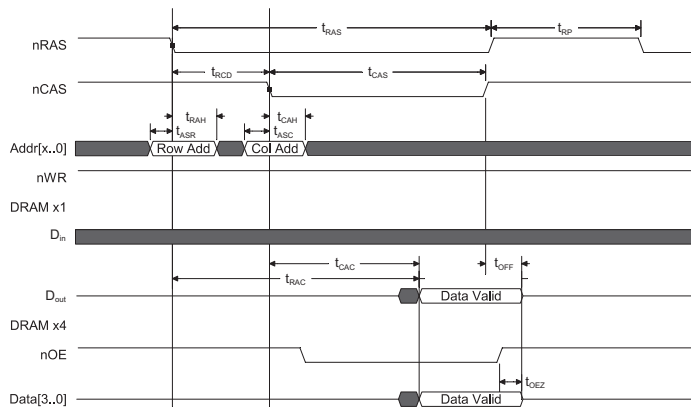 tRAS
tRP
nRAS
tRCD
tCAS
nCAS
tRAH
tCAH
tASR
tASC
Addr[x..0]
Row Add
Col Add
nWR
DRAM x1
Din
tCAC
tOFF
tRAC
Dout
Data Valid
DRAM x4
nOE
tOEZ
Data[3..0]
Data Valid